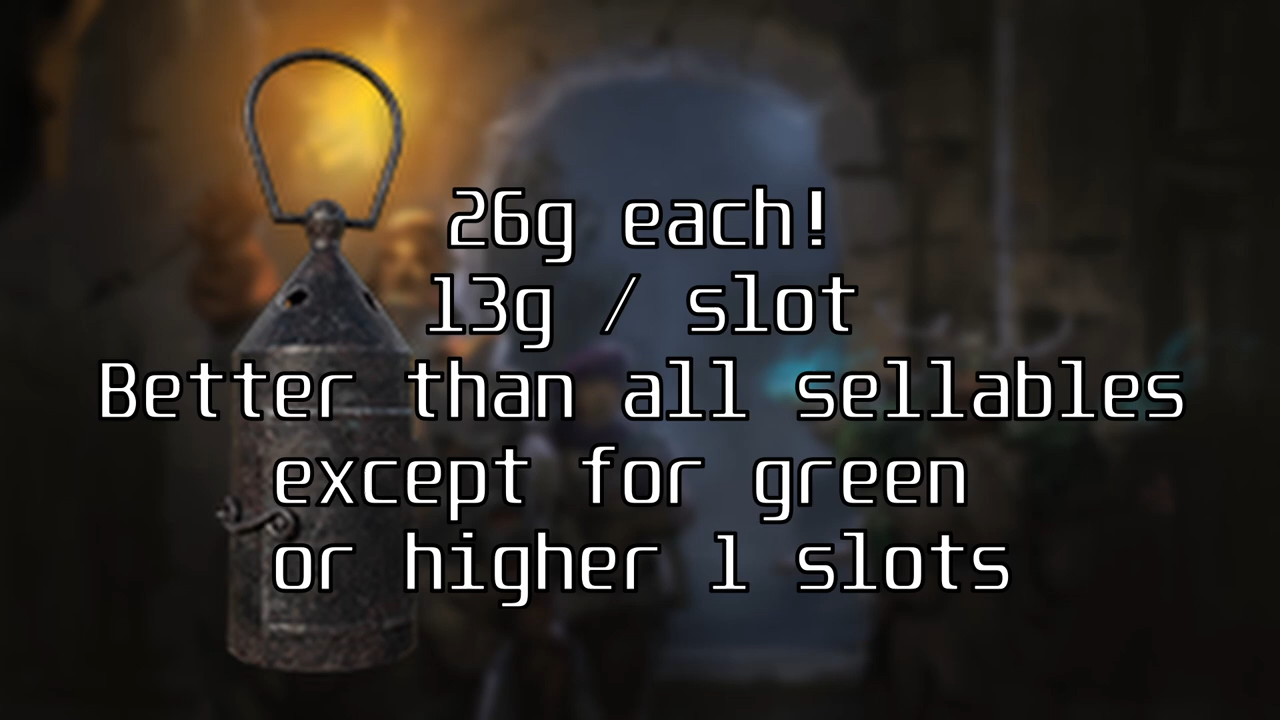 26g each!
13g / slot
Better than all sellables
except for green
or higher 1 slots